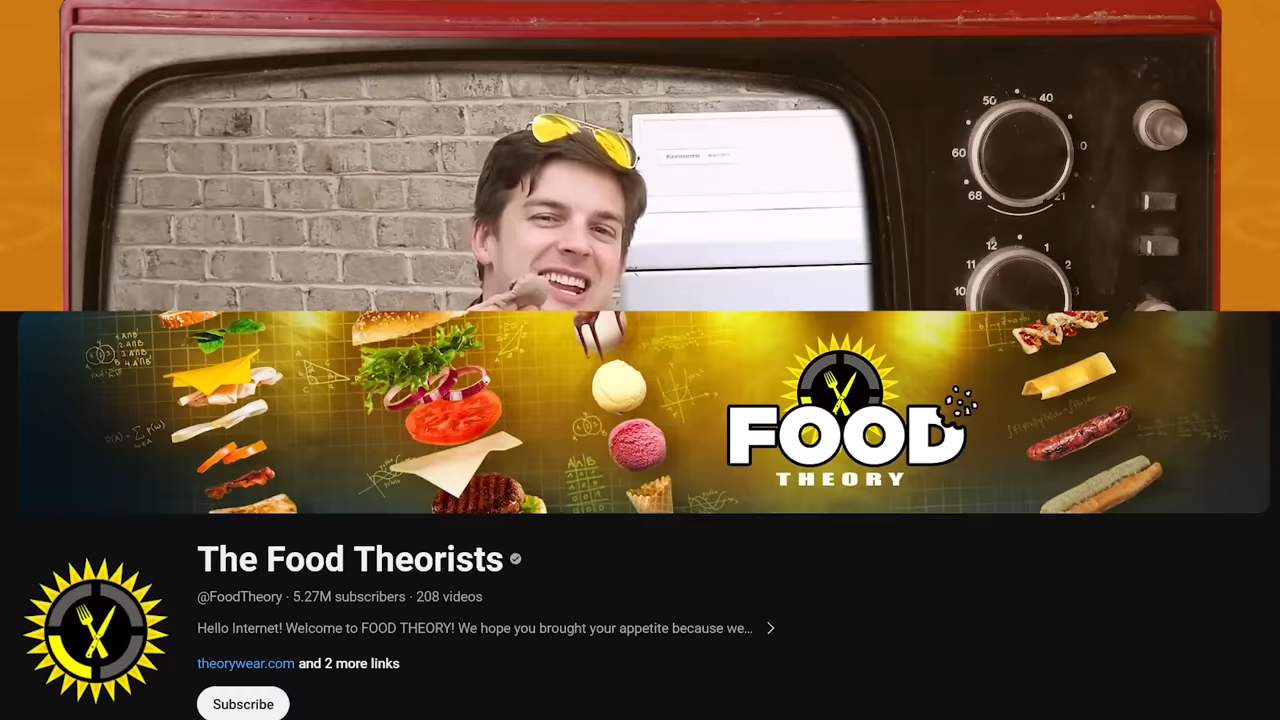 Kenmore
50
40
60
0
68
21
12
1
11
2
10
3
FOOD
THEORY
The Food Theorists
@FoodTheory · 5.27M subscribers · 208 videos
Hello Internet! Welcome to FOOD THEORY! We hope you brought your appetite because we...
theorywear.com and 2 more links
Subscribe